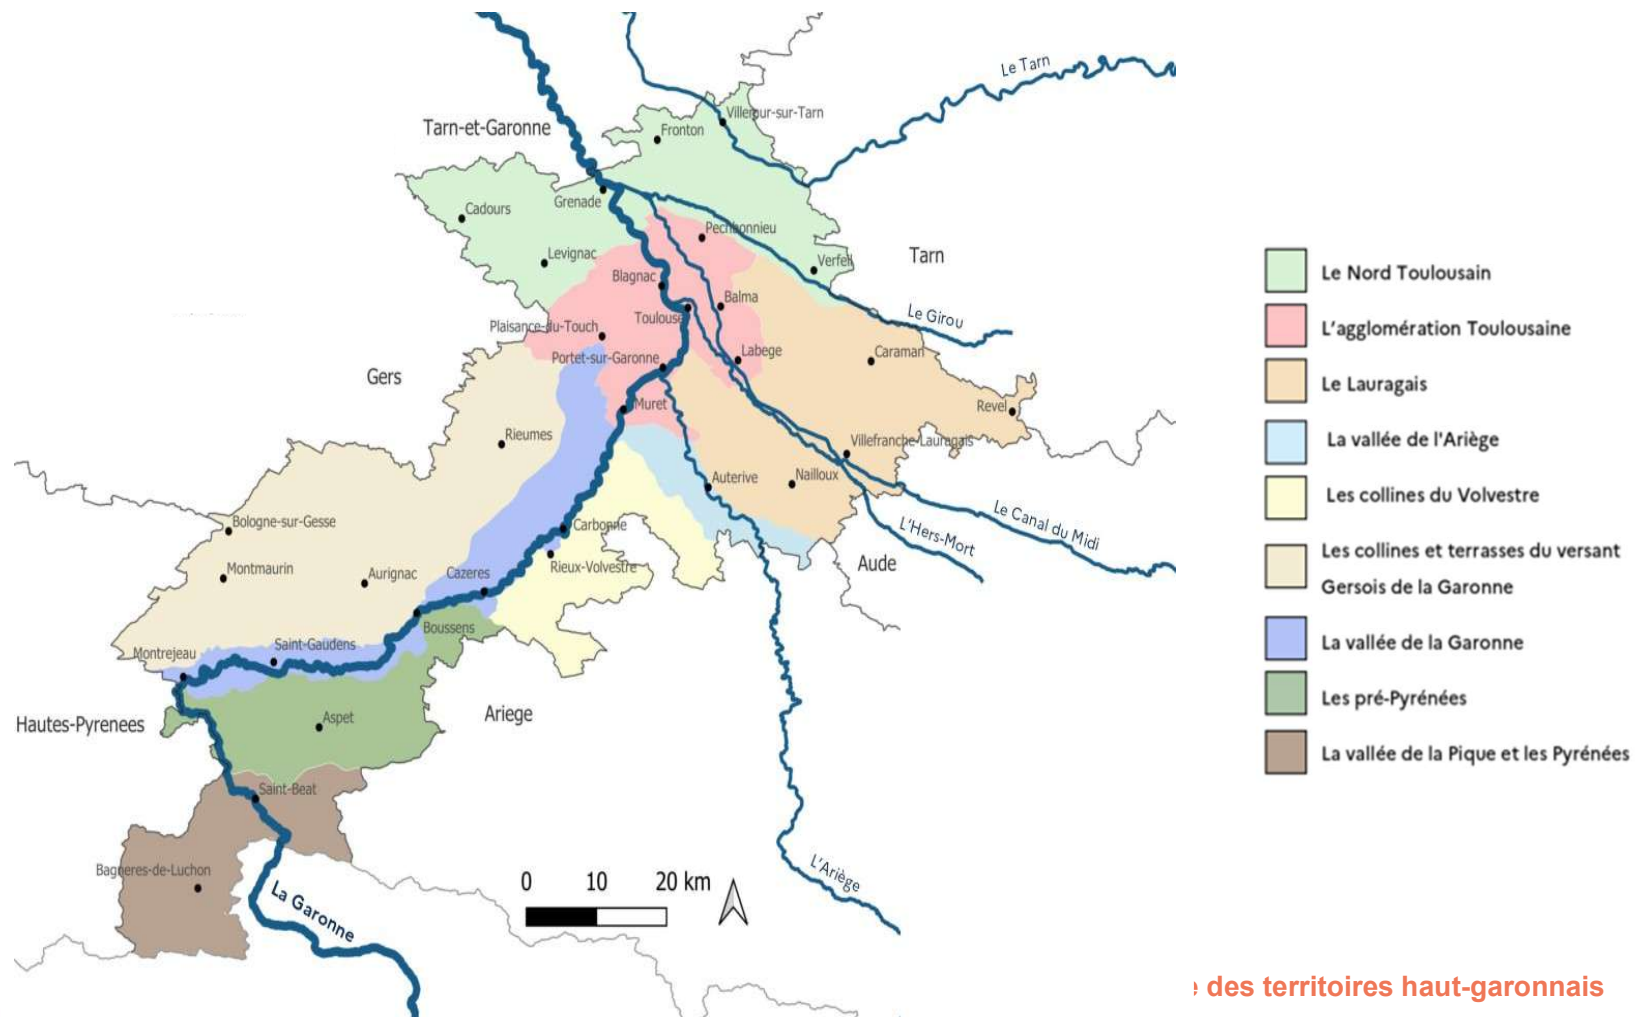 Le Tarn
Villemur-sur-Tarn
Tarn-et-Garonne
Fronton
Grenade
Cadours
Pechbonnieu
Levignac
Tarn
Verfeil
Blagnac
Balma
Toulouse
Le Girou
Plaisance-du-Touch
Labege
Caraman
Portet-sur-Garonne
Gers
Muret
Revel
Rieumes
Villefranche-Lauragais
Auterive
Nailloux
Bologne-sur-Gesse
Carbonne
L'Hers-Mort
Le Canal du Midi
Montmaurin
Aurignac
Cazeres
Rieux-Volvestre
Aude
Boussens
Saint-Gaudens
Montrejeau
Hautes-Pyrenees
Aspet
Ariege
Saint-Beat
Bagneres-de-Luchon
La Garonne
L'Ariège
0 10 20 km
Le Nord Toulousain
L'agglomération Toulousaine
Le Lauragais
La vallée de l'Ariège
Les collines du Volvestre
Les collines et terrasses du versant
Gersois de la Garonne
La vallée de la Garonne
Les pré-Pyrénées
La vallée de la Pique et les Pyrénées
des territoires haut-garonnais